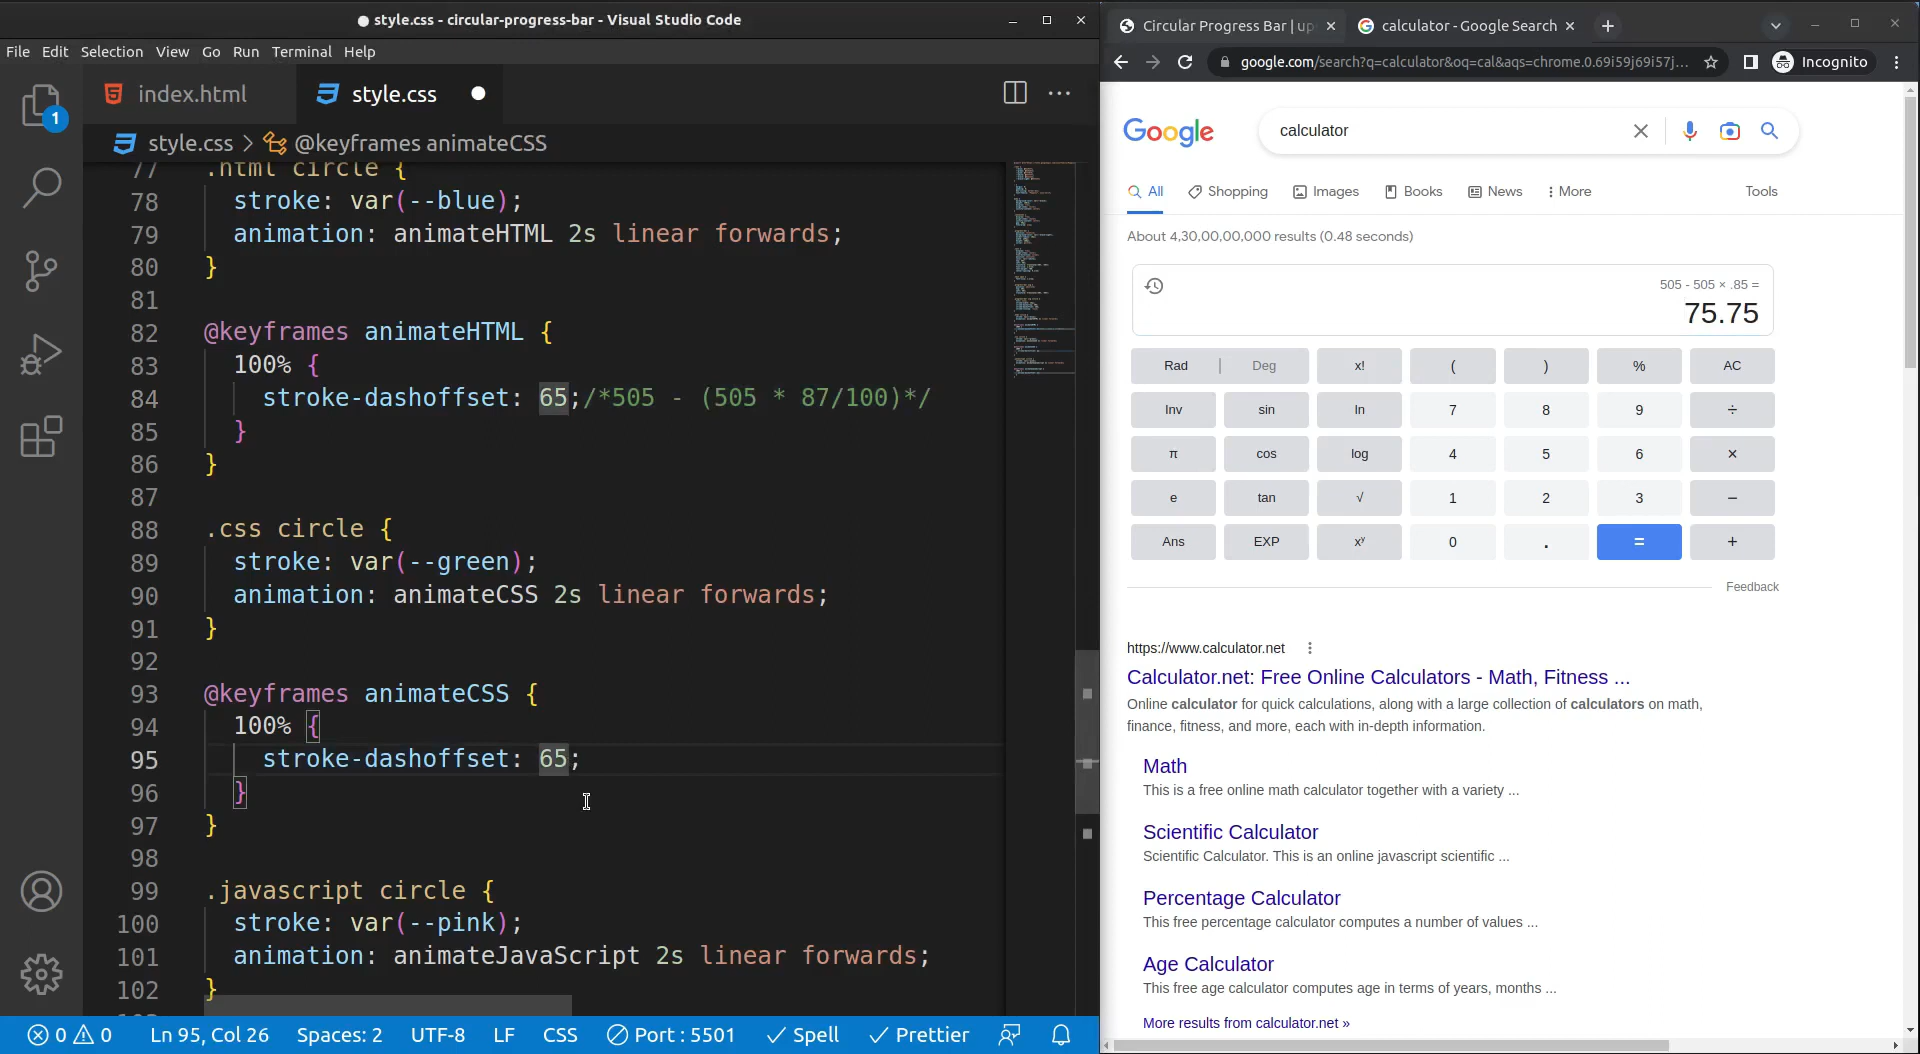 style.css - circular-progress-bar - Visual Studio Code
File Edit Selection View Go Run Terminal Help
1
index.html
style.css
style.css > @keyframes animateCSS
77 .html circle {
78 stroke: var(--blue);
79 animation: animateHTML 2s linear forwards;
80 }
81
82 @keyframes animateHTML {
83 100% {
84 stroke-dashoffset: 65;/*505 - (505 * 87/100)*/
85 }
86 }
87
88 .css circle {
89 stroke: var(--green);
90 animation: animateCSS 2s linear forwards;
91 }
92
93 @keyframes animateCSS {
94 100% {
95 stroke-dashoffset: 65;
96 }
97 }
98
99 .javascript circle {
100 stroke: var(--pink);
101 animation: animateJavaScript 2s linear forwards;
102 }
0 0 Ln 95, Col 26 Spaces: 2 UTF-8 LF CSS Port : 5501 Spell Prettier
Circular Progress Bar | up
calculator - Google Search
google.com/search?q=calculator&oq=cal&aqs=chrome.0.69i59j69i57j...
Incognito
Google
calculator
All Shopping Images Books News More Tools
About 4,30,00,00,000 results (0.48 seconds)
505 - 505 × .85 =
75.75
Rad | Deg x! ( ) % AC
Inv sin ln 7 8 9 ÷
π cos log 4 5 6 ×
e tan √ 1 2 3 −
Ans EXP xʸ 0 . = +
Feedback
https://www.calculator.net
Calculator.net: Free Online Calculators - Math, Fitness ...
Online calculator for quick calculations, along with a large collection of calculators on math,
finance, fitness, and more, each with in-depth information.
Math
This is a free online math calculator together with a variety ...
Scientific Calculator
Scientific Calculator. This is an online javascript scientific ...
Percentage Calculator
This free percentage calculator computes a number of values ...
Age Calculator
This free age calculator computes age in terms of years, months ...
More results from calculator.net »